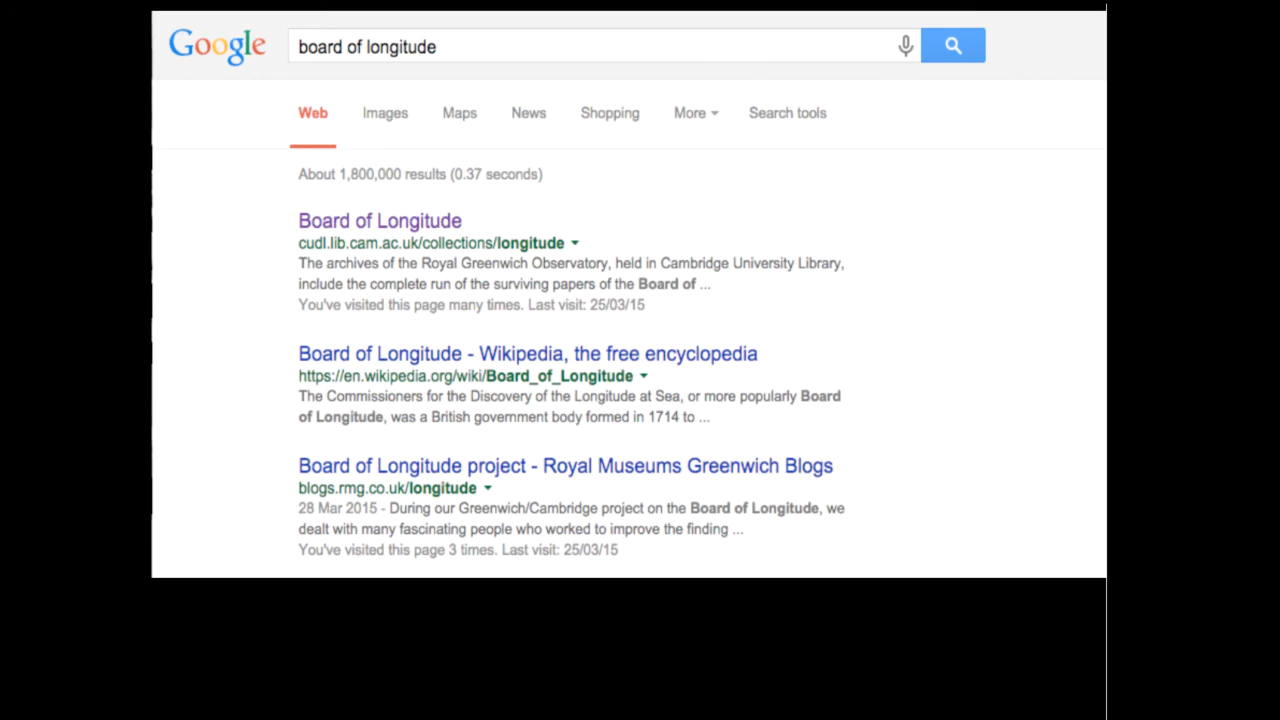 Google
board of longitude
Web Images Maps News Shopping More Search tools
About 1,800,000 results (0.37 seconds)
Board of Longitude
cudl.lib.cam.ac.uk/collections/longitude
The archives of the Royal Greenwich Observatory, held in Cambridge University Library,
include the complete run of the surviving papers of the Board of ...
You've visited this page many times. Last visit: 25/03/15
Board of Longitude - Wikipedia, the free encyclopedia
https://en.wikipedia.org/wiki/Board_of_Longitude
The Commissioners for the Discovery of the Longitude at Sea, or more popularly Board
of Longitude, was a British government body formed in 1714 to ...
Board of Longitude project - Royal Museums Greenwich Blogs
blogs.rmg.co.uk/longitude
28 Mar 2015 - During our Greenwich/Cambridge project on the Board of Longitude, we
dealt with many fascinating people who worked to improve the finding ...
You've visited this page 3 times. Last visit: 25/03/15